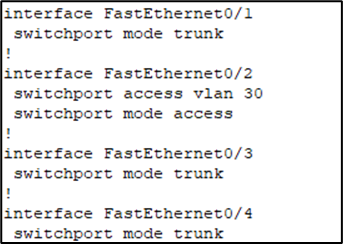 interface FastEthernet0/1
 switchport mode trunk
!
interface FastEthernet0/2
 switchport access vlan 30
 switchport mode access
!
interface FastEthernet0/3
 switchport mode trunk
!
interface FastEthernet0/4
 switchport mode trunk